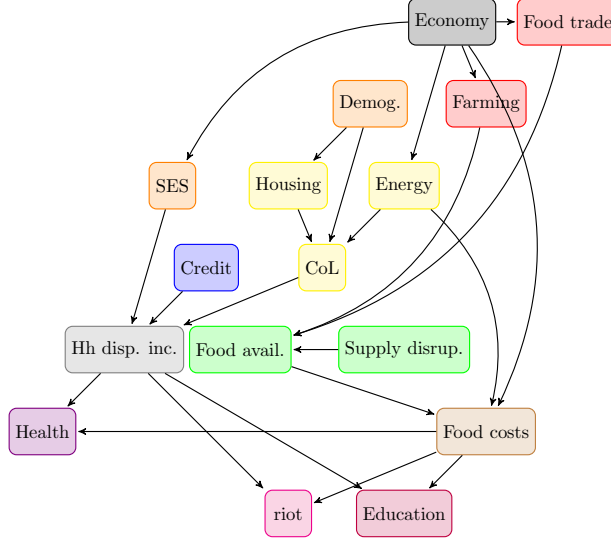 Economy
Food trade
Demog.
Farming
SES
Housing
Energy
Credit
CoL
Hh disp. inc.
Food avail.
Supply disrup.
Health
Food costs
riot
Education